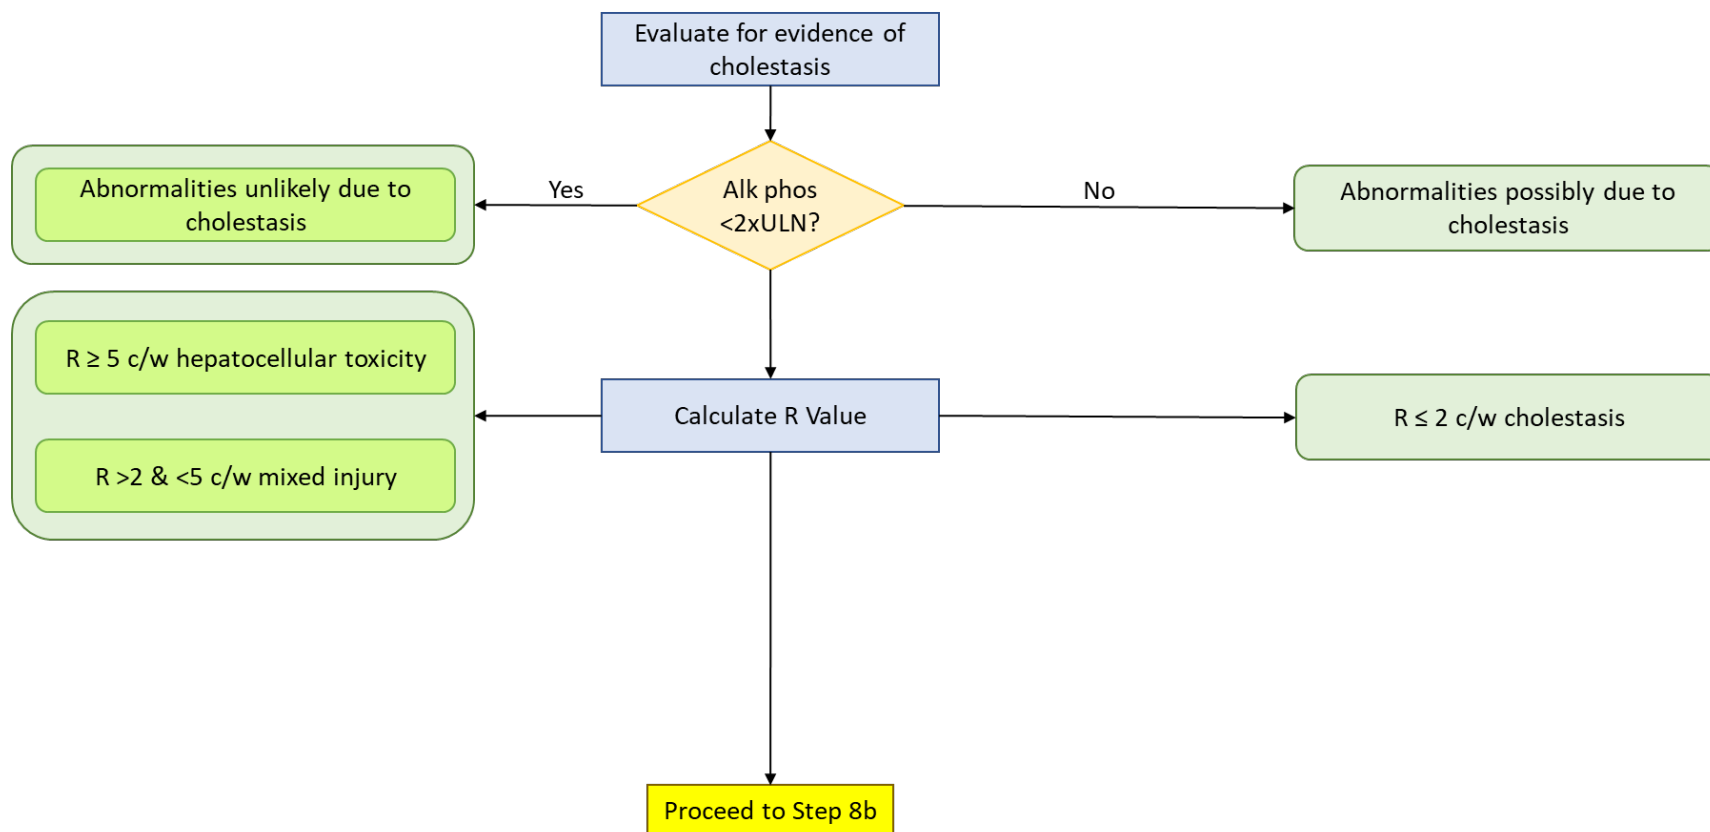 Evaluate for evidence of
cholestasis
Abnormalities unlikely due to
cholestasis
Yes
Alk phos
<2xULN?
No
Abnormalities possibly due to
cholestasis
R ≥ 5 c/w hepatocellular toxicity
R >2 & <5 c/w mixed injury
Calculate R Value
R ≤ 2 c/w cholestasis
Proceed to Step 8b